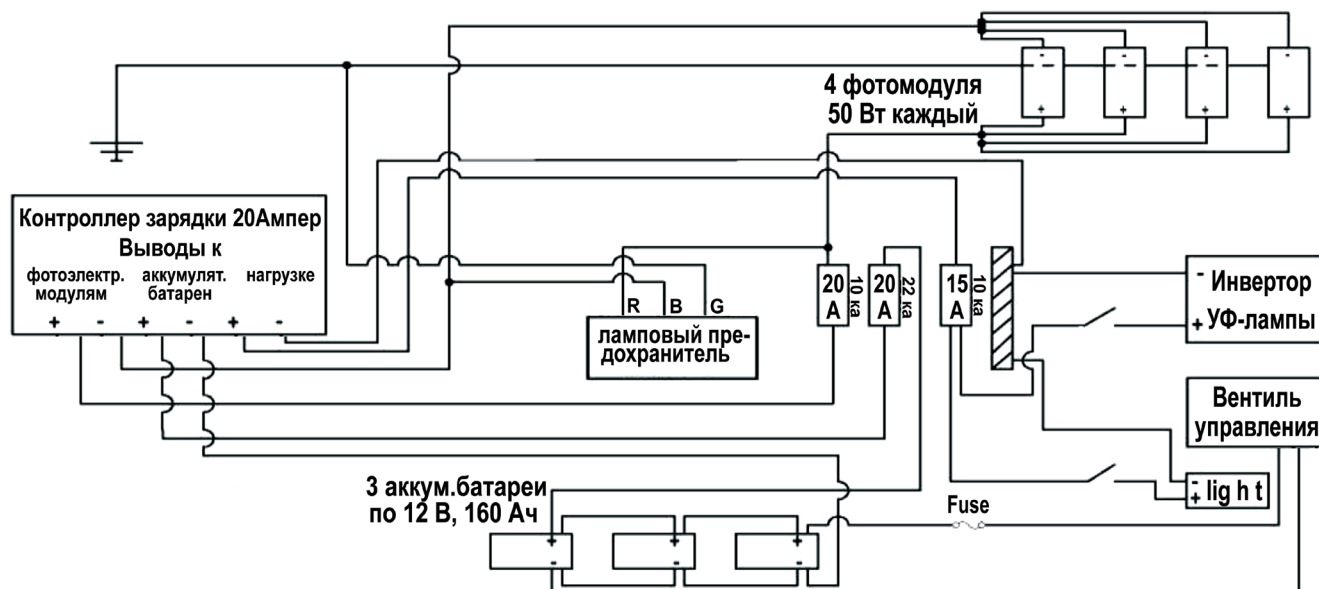 4 фотомодуля
50 Вт каждый
-
-
-
-
+
+
+
+
Контроллер зарядки 20Ампер
Выводы к
фотоэлектр. аккумулят. нагрузке
модулям батареи
+ - + - + -
R B G
ламповый пре-
дохранитель
20
А
10 ка
20
А
22 ка
15
А
10 ка
- Инвертор
+ УФ-лампы
Вентиль
управления
- light
+
3 аккум.батареи
по 12 В, 160 Ач
Fuse
+ + +
- - -